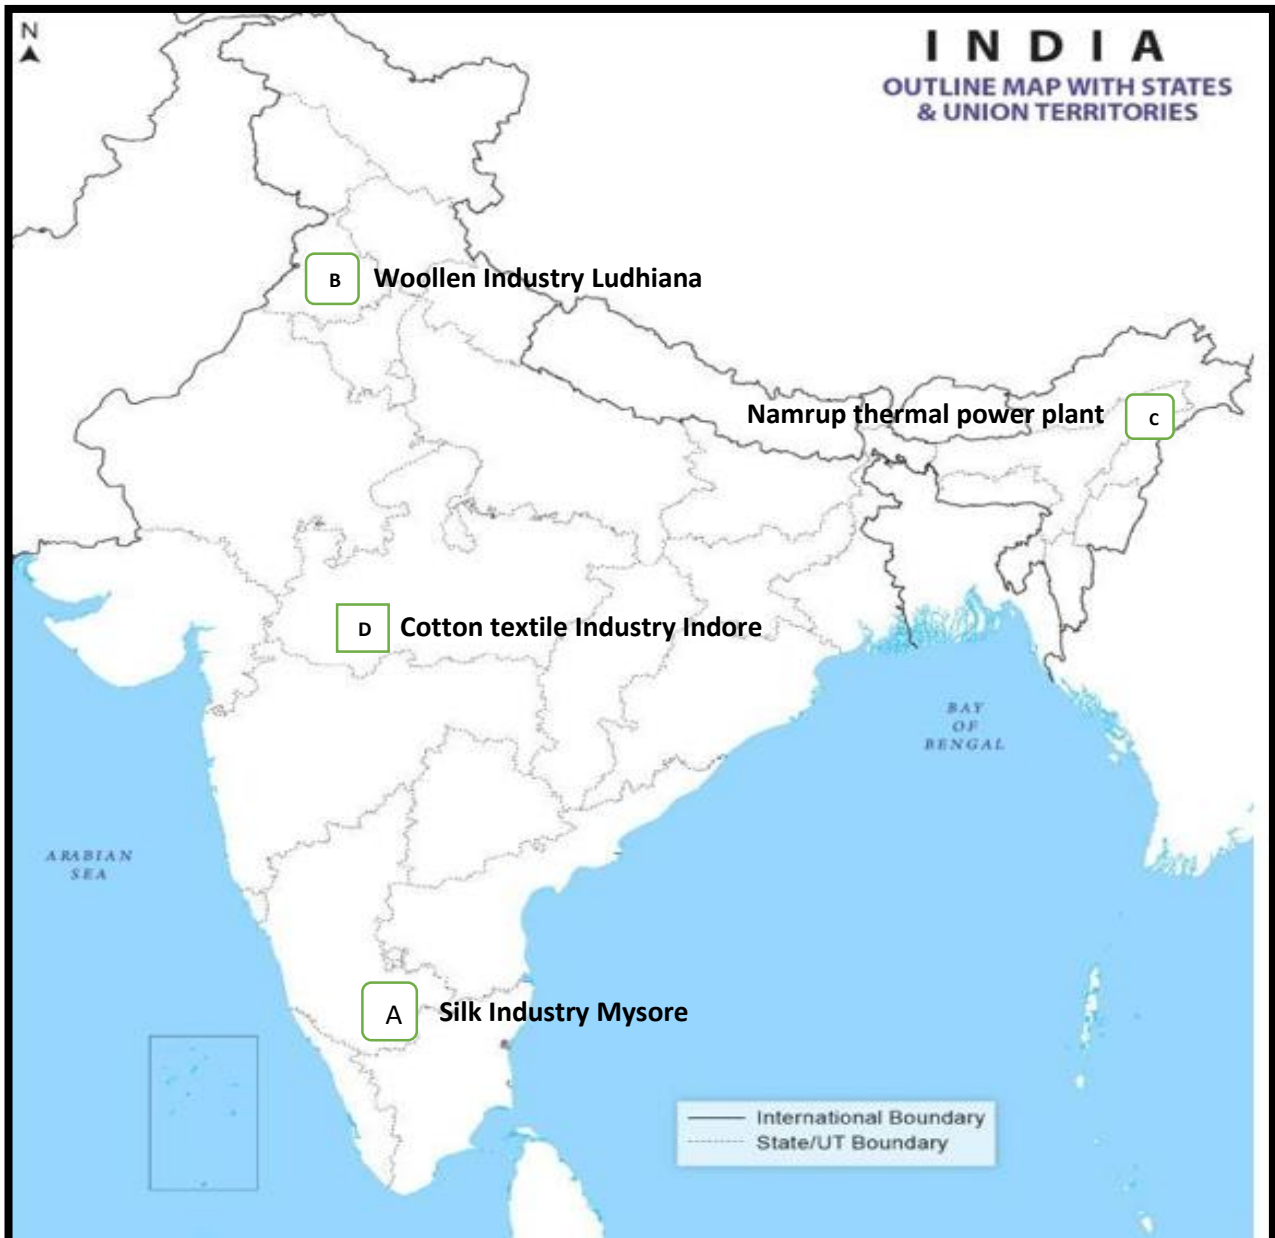 N
INDIA
OUTLINE MAP WITH STATES
& UNION TERRITORIES
B Woollen Industry Ludhiana
Namrup thermal power plant C
D Cotton textile Industry Indore
BAY
OF
BENGAL
ARABIAN
SEA
A Silk Industry Mysore
International Boundary
State/UT Boundary